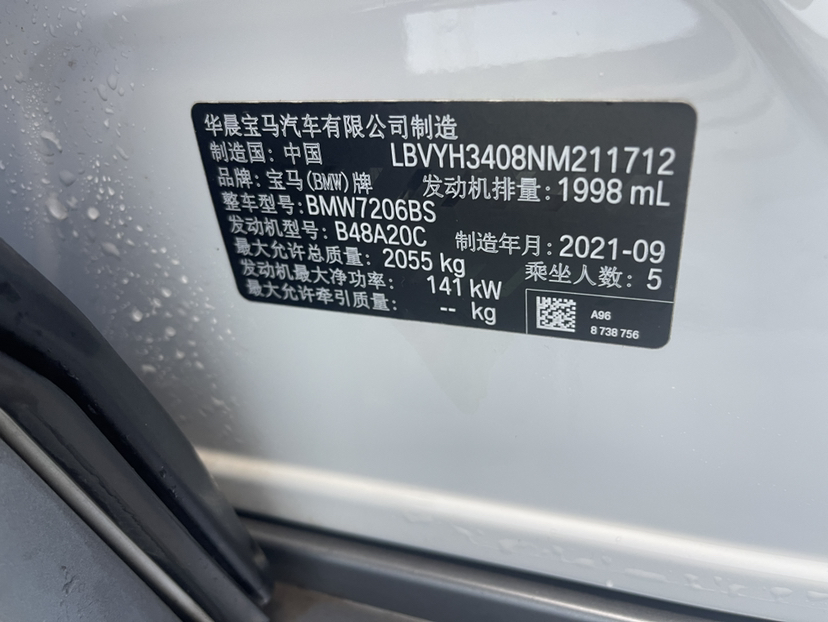 华晨宝马汽车有限公司制造
制造国：中国 LBVYH3408NM211712
品牌：宝马(BMW)牌 发动机排量：1998 mL
整车型号：BMW7206BS
发动机型号：B48A20C 制造年月：2021-09
最大允许总质量：2055 kg 乘坐人数：5
发动机最大净功率：141 kW
最大允许牵引质量：-- kg
A96
8 738 756